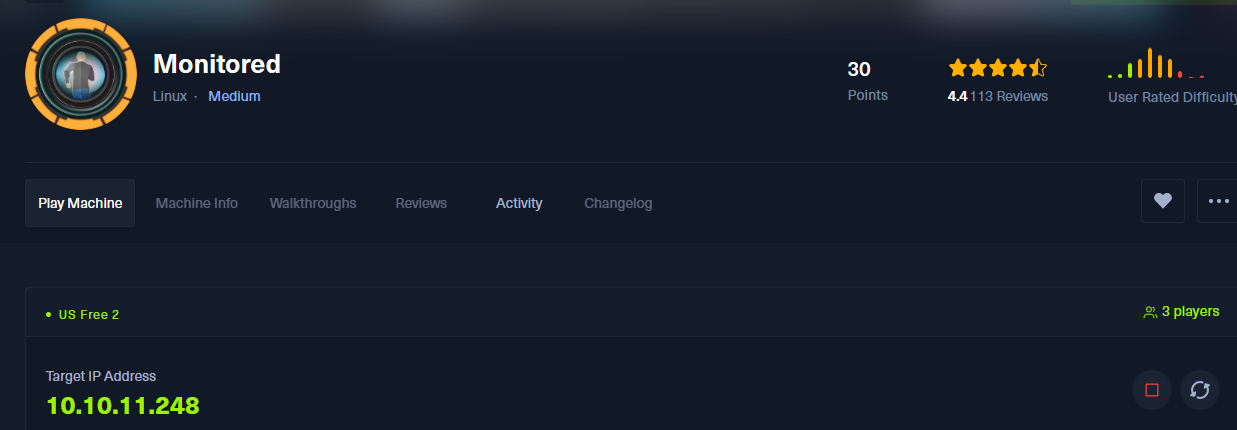 Monitored
Linux · Medium
30
Points
4.4 113 Reviews
User Rated Difficulty
Play Machine
Machine Info
Walkthroughs
Reviews
Activity
Changelog
US Free 2
3 players
Target IP Address
10.10.11.248